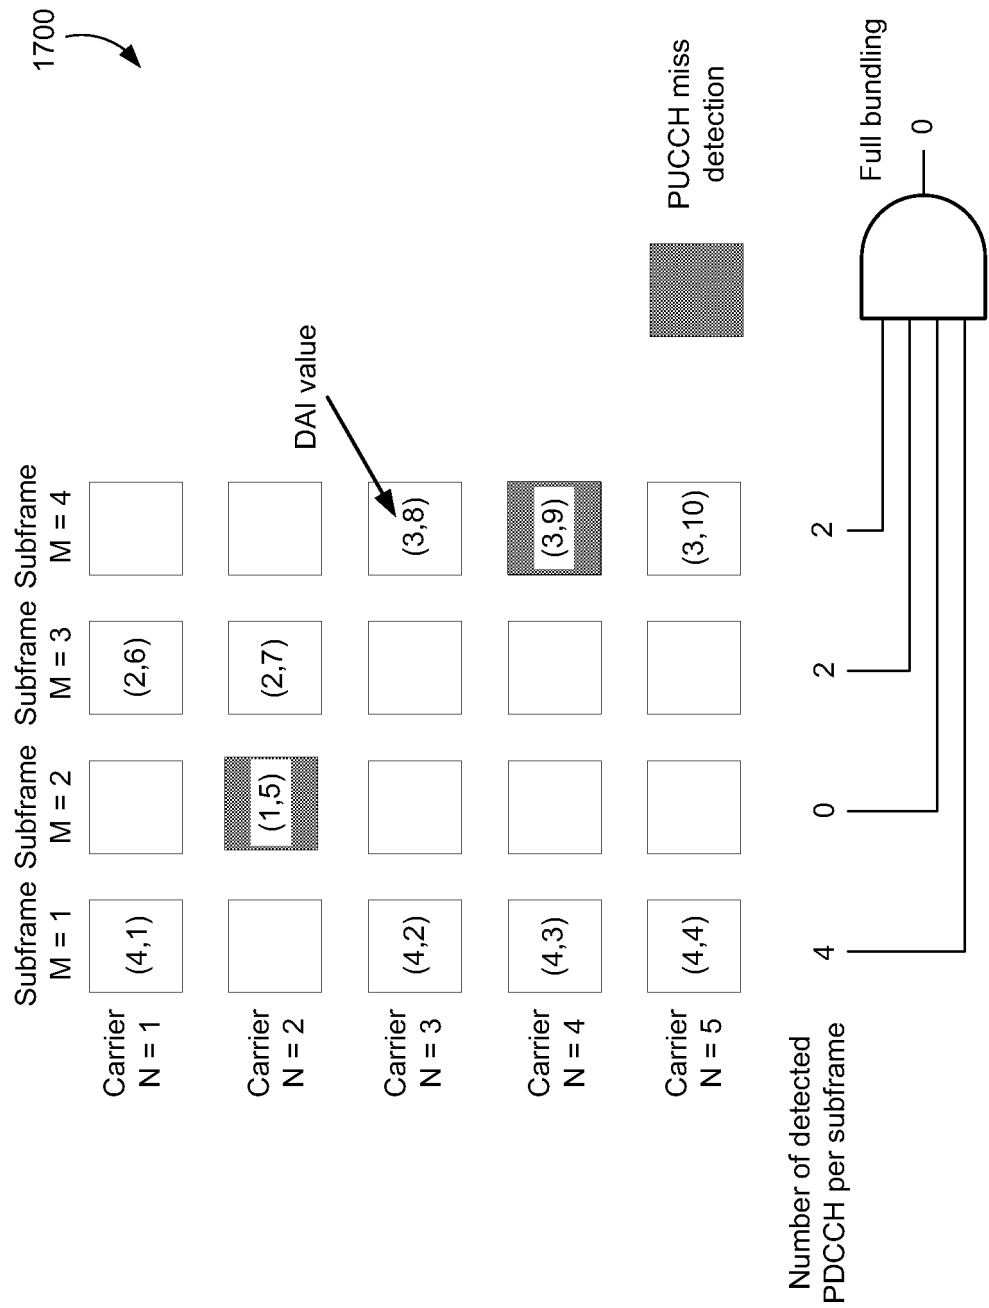 1700
Subframe
M = 1
Subframe
M = 2
Subframe
M = 3
Subframe
M = 4
Carrier
N = 1
(4,1)
(2,6)
Carrier
N = 2
(1,5)
(2,7)
DAI value
Carrier
N = 3
(4,2)
(3,8)
Carrier
N = 4
(4,3)
(3,9)
Carrier
N = 5
(4,4)
(3,10)
PUCCH miss
detection
Number of detected
PDCCH per subframe
4
0
2
2
Full bundling
0